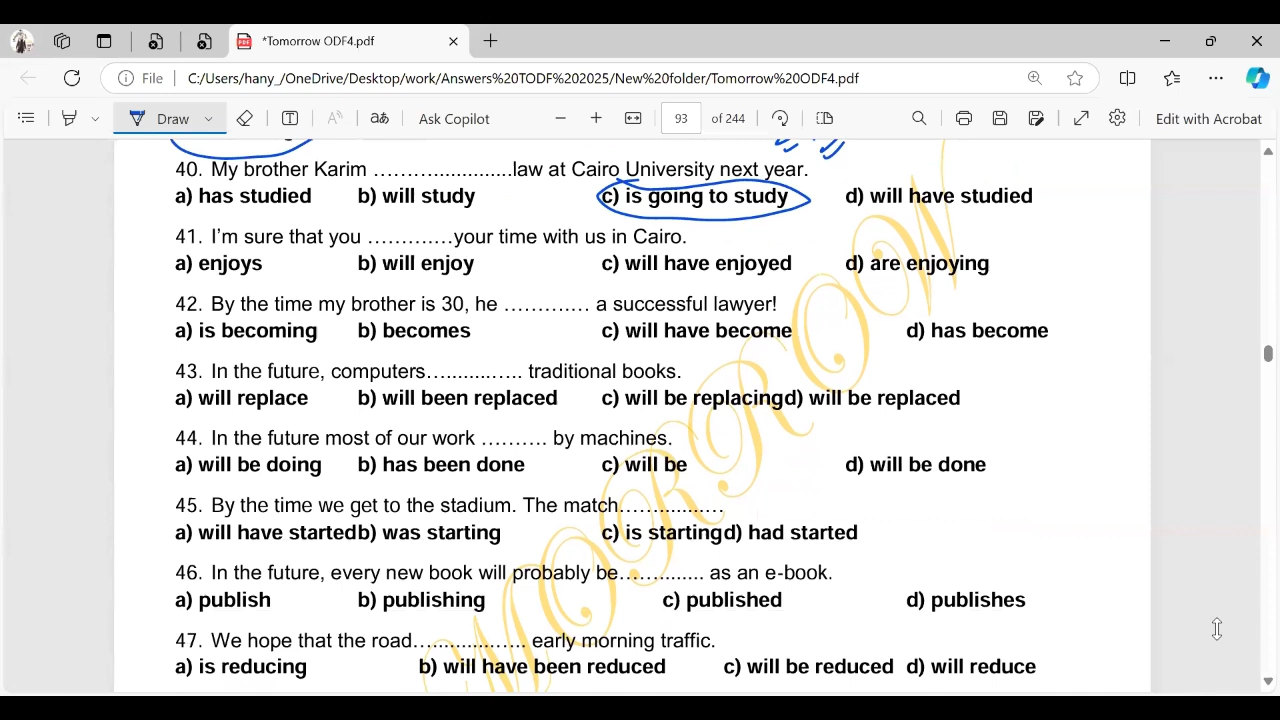 *Tomorrow ODF4.pdf
File
C:/Users/hany_/OneDrive/Desktop/work/Answers%20TODF%202025/New%20folder/Tomorrow%20ODF4.pdf
Draw
Ask Copilot
93 of 244
Edit with Acrobat
40. My brother Karim ………..............law at Cairo University next year.
a) has studied b) will study c) is going to study d) will have studied
41. I’m sure that you …………your time with us in Cairo.
a) enjoys b) will enjoy c) will have enjoyed d) are enjoying
42. By the time my brother is 30, he ………… a successful lawyer!
a) is becoming b) becomes c) will have become d) has become
43. In the future, computers…..........….. traditional books.
a) will replace b) will been replaced c) will be replacingd) will be replaced
44. In the future most of our work ………. by machines.
a) will be doing b) has been done c) will be d) will be done
45. By the time we get to the stadium. The match…..............…
a) will have startedb) was starting c) is startingd) had started
46. In the future, every new book will probably be……........ as an e-book.
a) publish b) publishing c) published d) publishes
47. We hope that the road…..............….. early morning traffic.
a) is reducing b) will have been reduced c) will be reduced d) will reduce
MORROW